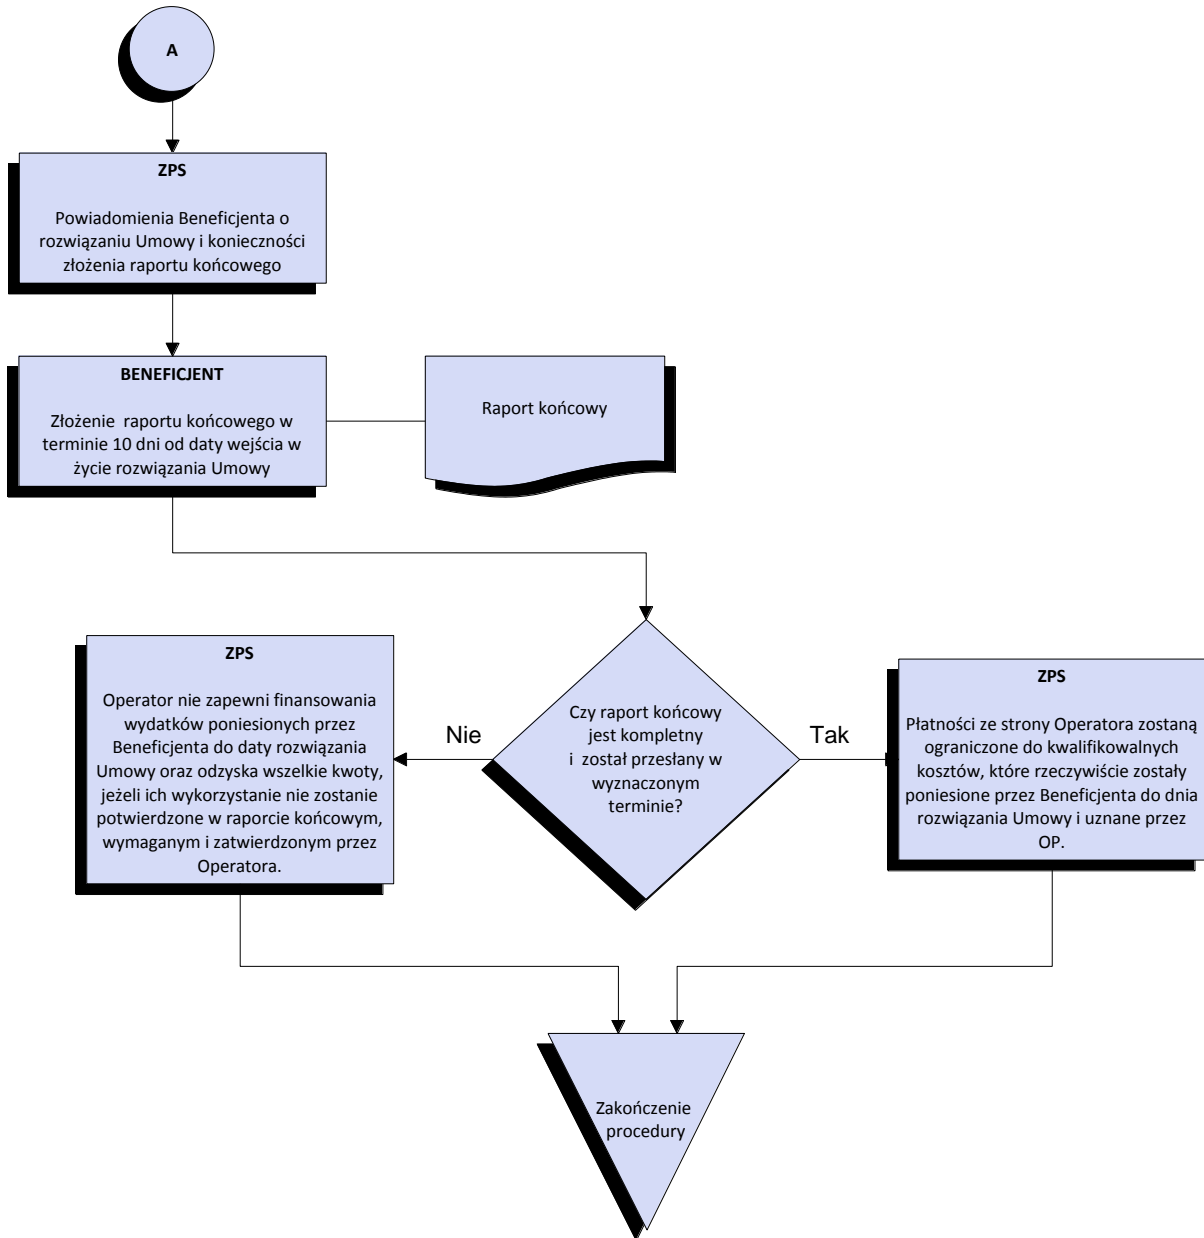 A
ZPS
Powiadomienia Beneficjenta o
rozwiązaniu Umowy i konieczności
złożenia raportu końcowego
BENEFICJENT
Złożenie raportu końcowego w
terminie 10 dni od daty wejścia w
życie rozwiązania Umowy
Raport końcowy
ZPS
Operator nie zapewni finansowania
wydatków poniesionych przez
Beneficjenta do daty rozwiązania
Umowy oraz odzyska wszelkie kwoty,
jeżeli ich wykorzystanie nie zostanie
potwierdzone w raporcie końcowym,
wymaganym i zatwierdzonym przez
Operatora.
Nie
Czy raport końcowy
jest kompletny
i został przesłany w
wyznaczonym
terminie?
Tak
ZPS
Płatności ze strony Operatora zostaną
ograniczone do kwalifikowalnych
kosztów, które rzeczywiście zostały
poniesione przez Beneficjenta do dnia
rozwiązania Umowy i uznane przez
OP.
Zakończenie
procedury